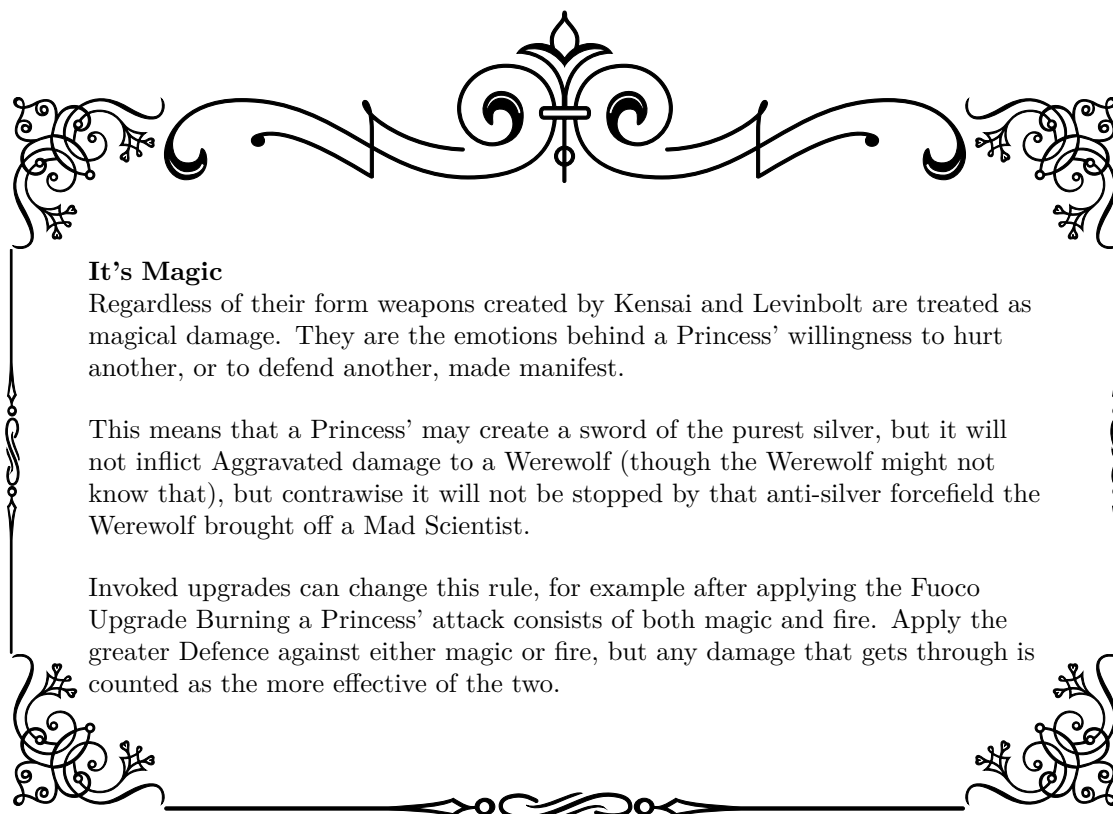 It's Magic
Regardless of their form weapons created by Kensai and Levinbolt are treated as
magical damage. They are the emotions behind a Princess' willingness to hurt
another, or to defend another, made manifest.
This means that a Princess' may create a sword of the purest silver, but it will
not inflict Aggravated damage to a Werewolf (though the Werewolf might not
know that), but contrawise it will not be stopped by that anti-silver forcefield the
Werewolf brought off a Mad Scientist.
Invoked upgrades can change this rule, for example after applying the Fuoco
Upgrade Burning a Princess' attack consists of both magic and fire. Apply the
greater Defence against either magic or fire, but any damage that gets through is
counted as the more effective of the two.